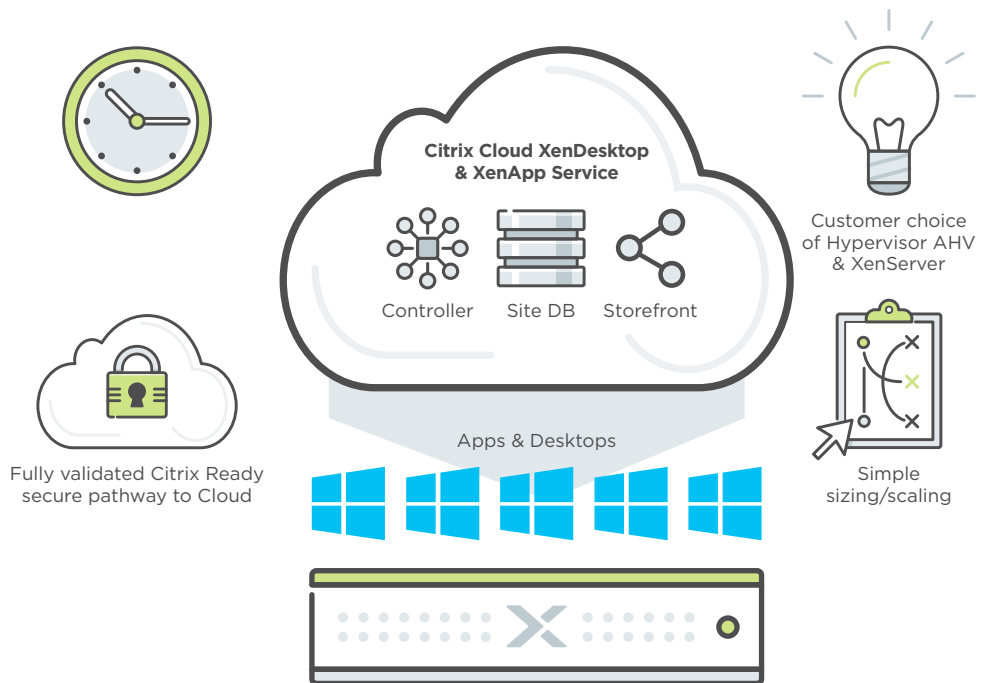 Citrix Cloud XenDesktop
& XenApp Service
Controller
Site DB
Storefront
Customer choice
of Hypervisor AHV
& XenServer
Fully validated Citrix Ready
secure pathway to Cloud
Apps & Desktops
Simple
sizing/scaling